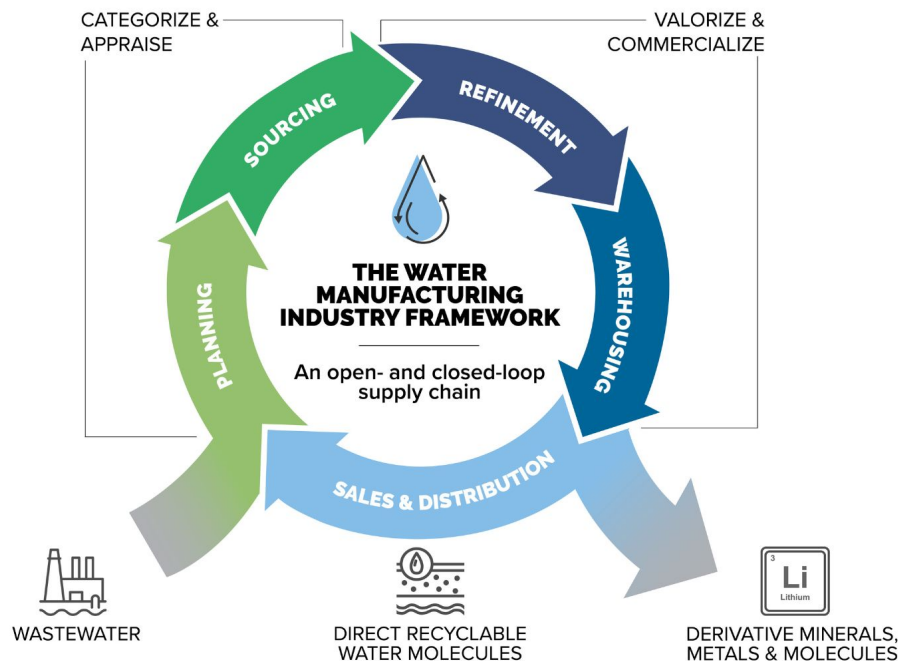 CATEGORIZE &
APPRAISE
VALORIZE &
COMMERCIALIZE
SOURCING
REFINEMENT
WAREHOUSING
PLANNING
SALES & DISTRIBUTION
THE WATER
MANUFACTURING
INDUSTRY FRAMEWORK
An open- and closed-loop
supply chain
WASTEWATER
DIRECT RECYCLABLE
WATER MOLECULES
3
Li
Lithium
DERIVATIVE MINERALS,
METALS & MOLECULES